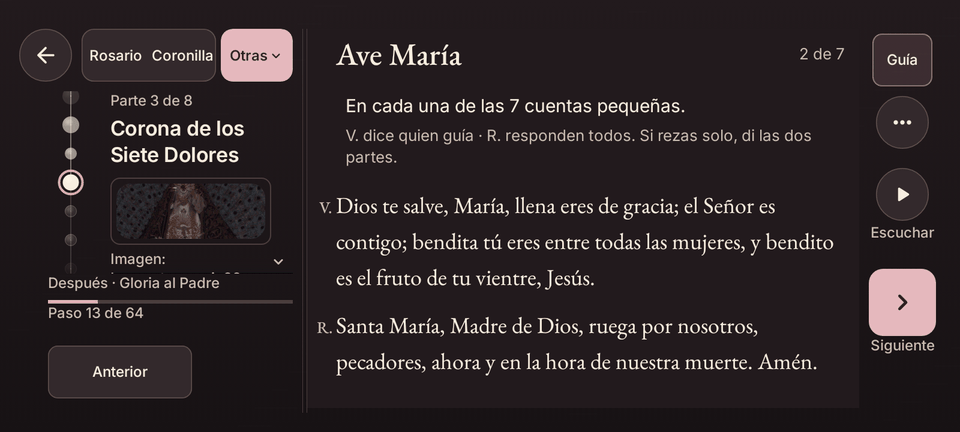 Rosario Coronilla Otras
Parte 3 de 8
Corona de los
Siete Dolores
Imagen:
Después · Gloria al Padre
Paso 13 de 64
Anterior
Ave María
2 de 7
En cada una de las 7 cuentas pequeñas.
V. dice quien guía · R. responden todos. Si rezas solo, di las dos
partes.
V. Dios te salve, María, llena eres de gracia; el Señor es
contigo; bendita tú eres entre todas las mujeres, y bendito
es el fruto de tu vientre, Jesús.
R. Santa María, Madre de Dios, ruega por nosotros,
pecadores, ahora y en la hora de nuestra muerte. Amén.
Guía
Escuchar
Siguiente